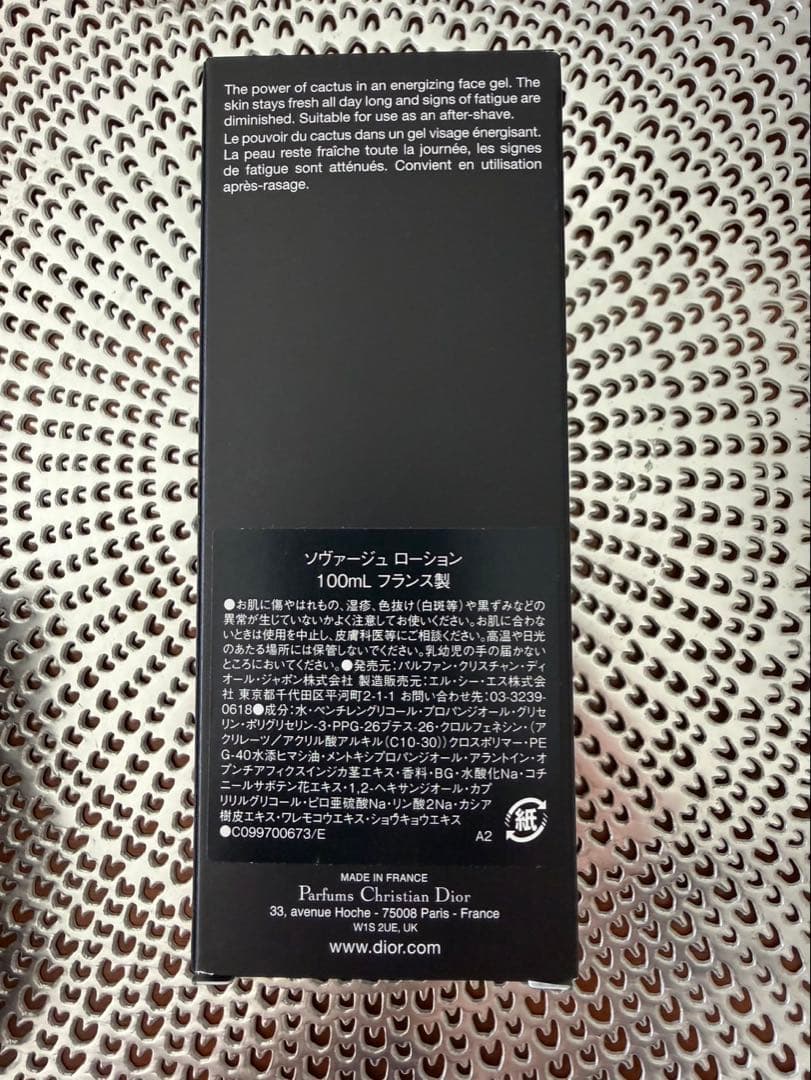 The power of cactus in an energizing face gel. The
skin stays fresh all day long and signs of fatigue are
diminished. Suitable for use as an after-shave.
Le pouvoir du cactus dans un gel visage énergisant.
La peau reste fraîche toute la journée, les signes
de fatigue sont atténués. Convient en utilisation
après-rasage.
ソヴァージュ ローション
100mL フランス製
●お肌に傷やはれもの、湿疹、色抜け(白斑等)や黒ずみなどの
異常が生じていないかよく注意してお使いください。お肌に合わな
いときは使用を中止し、皮膚科医等にご相談ください。高温や日光
のあたる場所には保管しないでください。乳幼児の手の届かない
ところにおいてください。●発売元:パルファン・クリスチャン・ディ
オール・ジャポン株式会社 製造販売元:エル・シー・エス株式会
社 東京都千代田区平河町2-1-1 お問い合わせ先:03-3239-
0618●成分:水・ペンチレングリコール・プロパンジオール・グリセ
リン・ポリグリセリン-3・PPG-26ブテス-26・クロルフェネシン・(ア
クリレーツ/アクリル酸アルキル(C10-30))クロスポリマー・PE
G-40水添ヒマシ油・メントキシプロパンジオール・アラントイン・オ
プンチアフィクスインジカ茎エキス・香料・BG・水酸化Na・コチ
ニールサボテン花エキス・1,2-ヘキサンジオール・カプ
リリルグリコール・ピロ亜硫酸Na・リン酸2Na・カシア
樹皮エキス・ワレモコウエキス・ショウキョウエキス
●C099700673/E
A2
紙
MADE IN FRANCE
Parfums Christian Dior
33, avenue Hoche - 75008 Paris - France
W1S 2UE, UK
www.dior.com